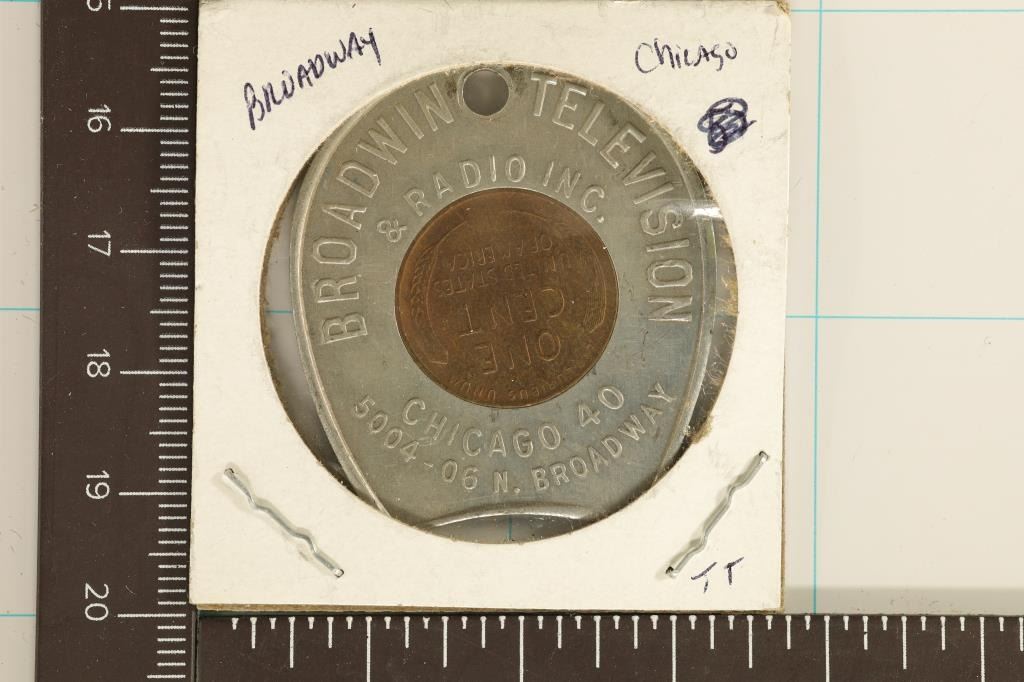 BROADWAY
Chicago
BROADWIN TELEVISION
& RADIO INC.
UNITED STATES
OF AMERICA
ONE
CENT
CHICAGO 40
5004-06 N. BROADWAY
TT
16
17
18
19
20